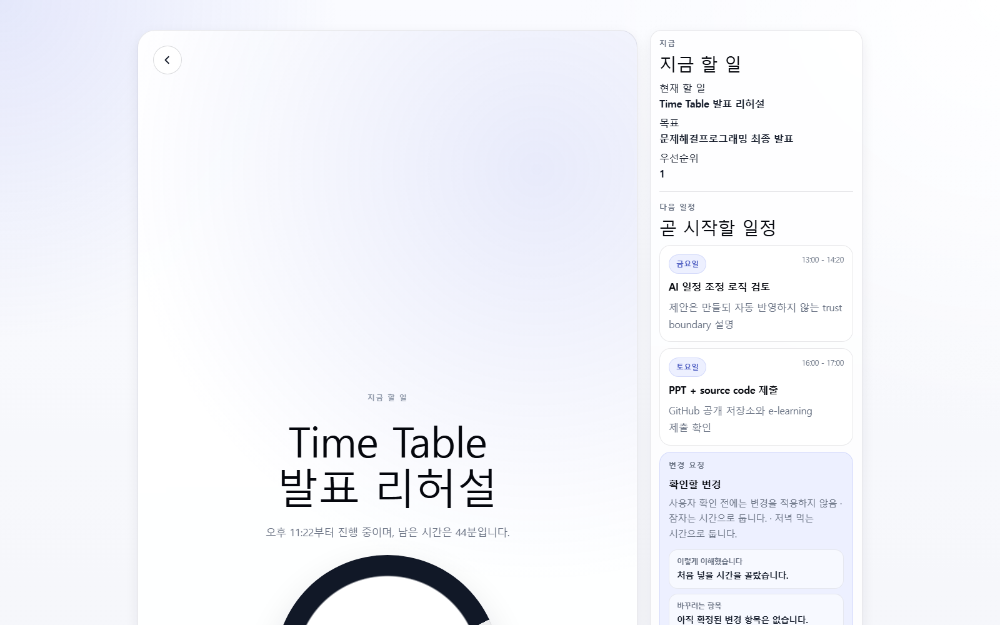 지금 할 일
Time Table
발표 리허설
오후 11:22부터 진행 중이며, 남은 시간은 44분입니다.
지금
지금 할 일
현재 할 일
Time Table 발표 리허설
목표
문제해결프로그래밍 최종 발표
우선순위
1
다음 일정
곧 시작할 일정
금요일
13:00 - 14:20
AI 일정 조정 로직 검토
제안은 만들되 자동 반영하지 않는 trust
boundary 설명
토요일
16:00 - 17:00
PPT + source code 제출
GitHub 공개 저장소와 e-learning
제출 확인
변경 요청
확인할 변경
사용자 확인 전에는 변경을 적용하지 않음 ·
잠자는 시간으로 둡니다. · 저녁 먹는
시간으로 둡니다.
이렇게 이해했습니다
처음 넣을 시간을 골랐습니다.
바꾸려는 항목
아직 확정된 변경 항목은 없습니다.